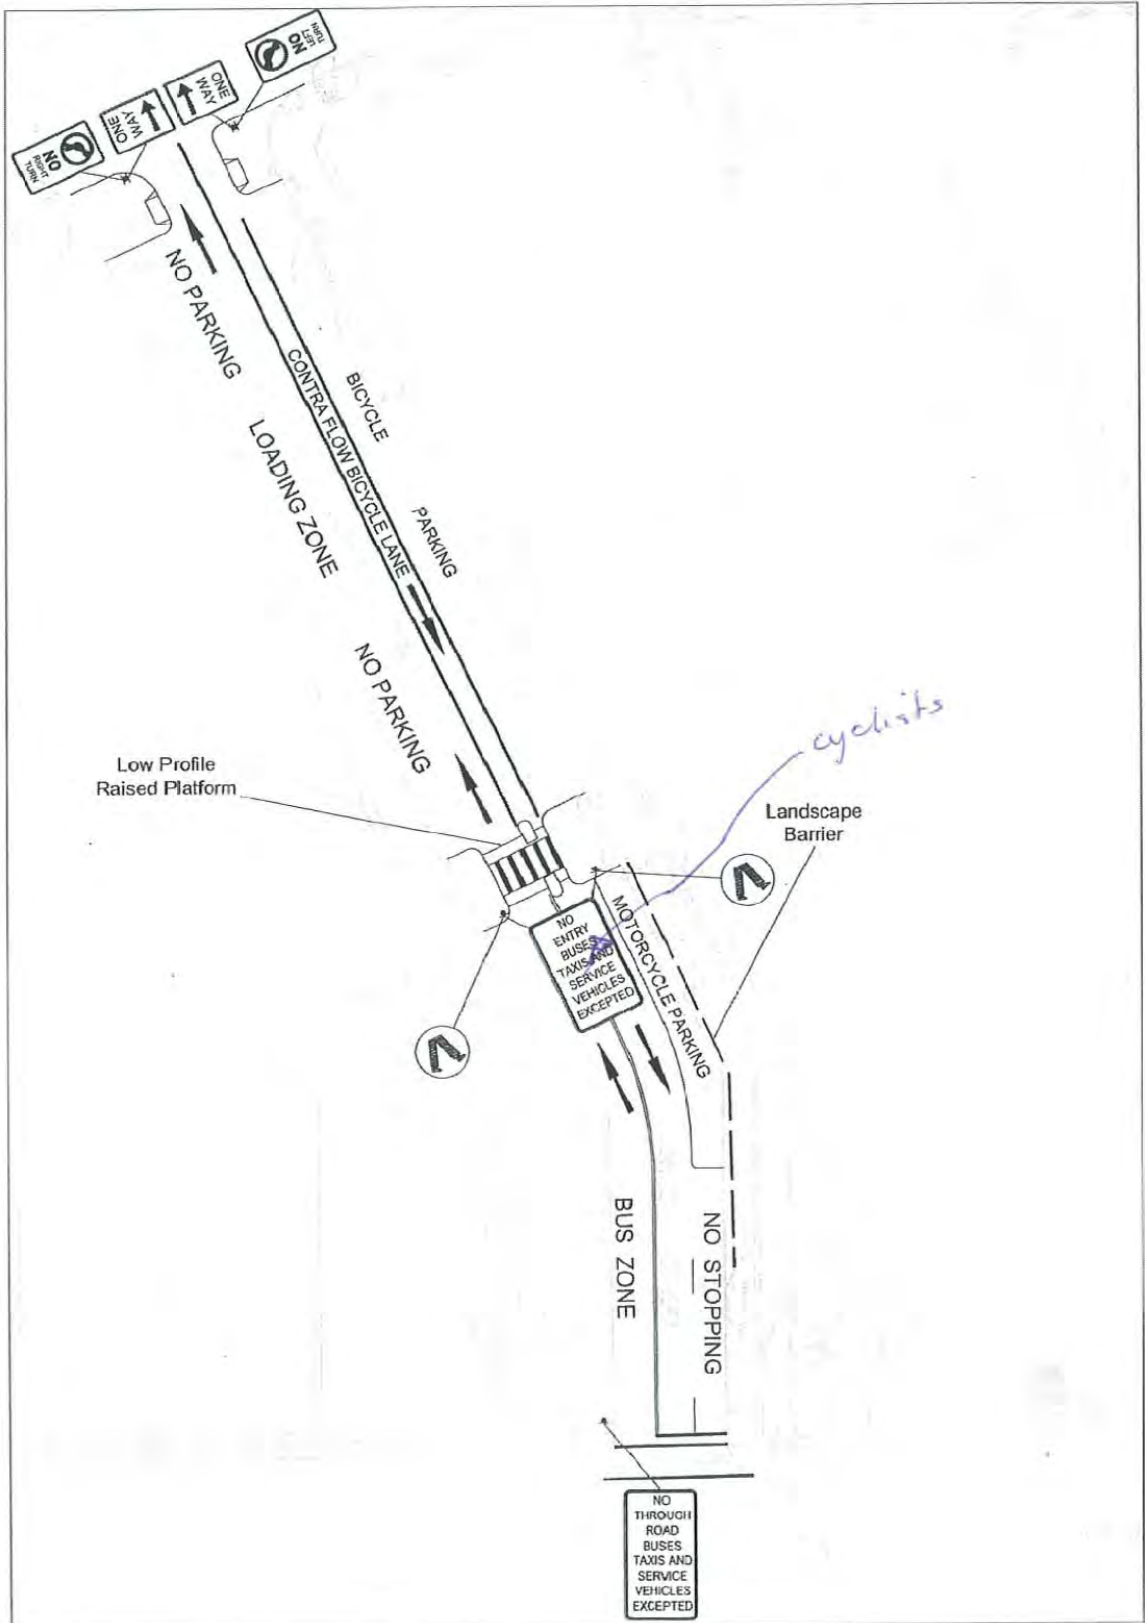 NO
LEFT
TURN
ONE
WAY
ONE
WAY
NO
RIGHT
TURN
NO PARKING
BICYCLE
CONTRA FLOW BICYCLE LANE
LOADING ZONE
PARKING
NO PARKING
cyclists
Low Profile
Raised Platform
Landscape
Barrier
MOTORCYCLE PARKING
NO
ENTRY
BUSES
TAXIS AND
SERVICE
VEHICLES
EXCEPTED
BUS ZONE
NO STOPPING
NO
THROUGH
ROAD
BUSES
TAXIS AND
SERVICE
VEHICLES
EXCEPTED